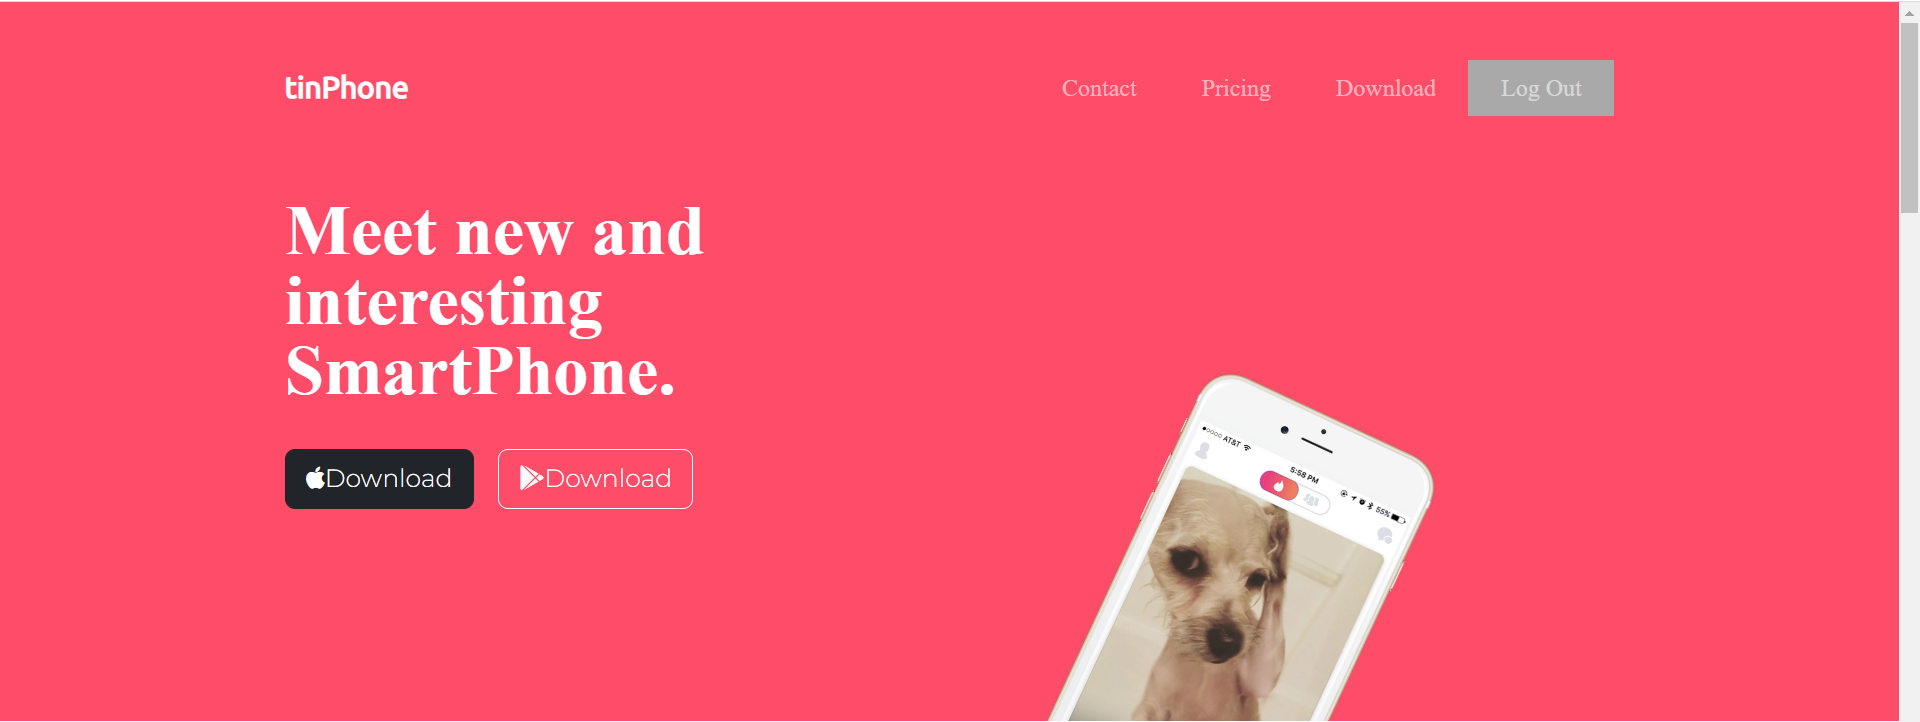 tinPhone
Contact Pricing Download Log Out
Meet new and
interesting
SmartPhone.
Download Download
AT&T
5:58 PM
55%